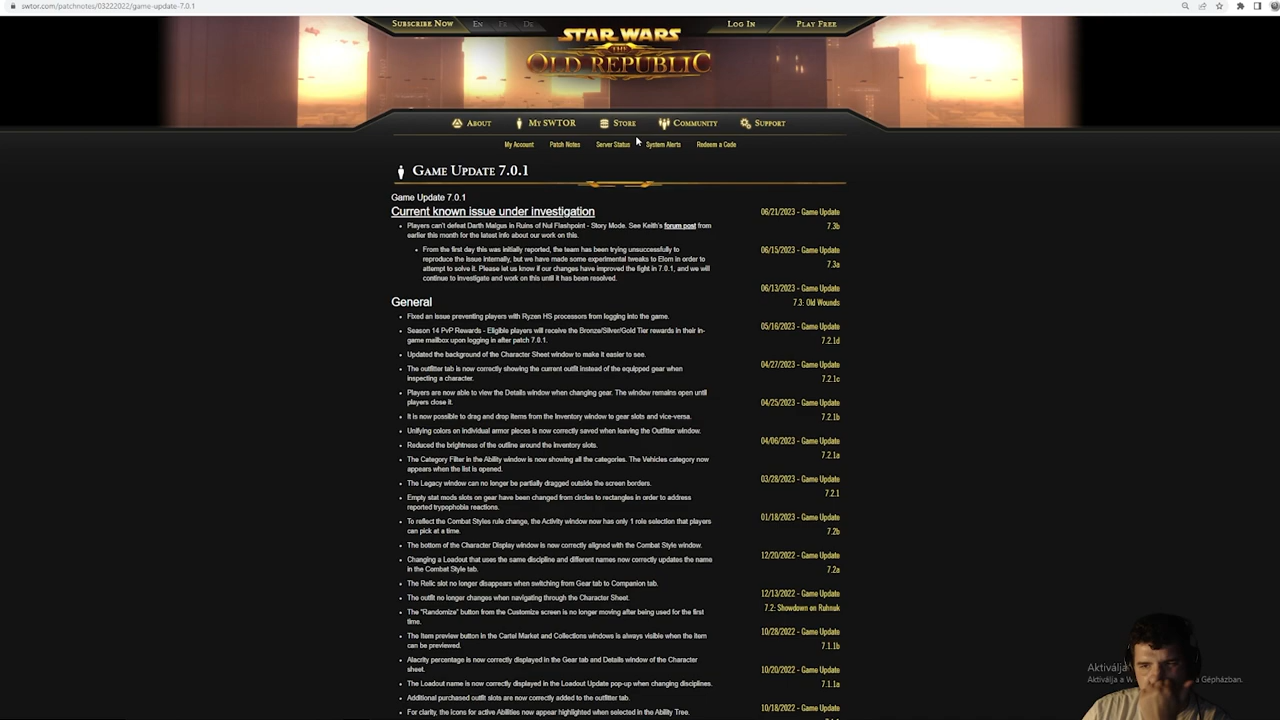 swtor.com/patchnotes/03222022/game-update-7.0.1
Subscribe Now
En
Fr
De
Log In
Play Free
STAR WARS
THE
OLD REPUBLIC
About
My SWTOR
Store
Community
Support
My Account
Patch Notes
Server Status
System Alerts
Redeem a Code
Game Update 7.0.1
Game Update 7.0.1
Current known issue under investigation
Players can't defeat Darth Malgus in Ruins of Nul Flashpoint - Story Mode. See Keith's forum post from
earlier this month for the latest info about our work on this.
From the first day this was initially reported, the team has been trying unsuccessfully to
reproduce the issue internally, but we have made some experimental tweaks to Elom in order to
attempt to solve it. Please let us know if our changes have improved the fight in 7.0.1, and we will
continue to investigate and work on this until it has been resolved.
General
Fixed an issue preventing players with Ryzen HS processors from logging into the game.
Season 14 PvP Rewards - Eligible players will receive the Bronze/Silver/Gold Tier rewards in their in-
game mailbox upon logging in after patch 7.0.1.
Updated the background of the Character Sheet window to make it easier to see.
The outfitter tab is now correctly showing the current outfit instead of the equipped gear when
inspecting a character.
Players are now able to view the Details window when changing gear. The window remains open until
players close it.
It is now possible to drag and drop items from the Inventory window to gear slots and vice-versa.
Unifying colors on individual armor pieces is now correctly saved when leaving the Outfitter window.
Reduced the brightness of the outline around the inventory slots.
The Category Filter in the Ability window is now showing all the categories. The Vehicles category now
appears when the list is opened.
The Legacy window can no longer be partially dragged outside the screen borders.
Empty stat mods slots on gear have been changed from circles to rectangles in order to address
reported trypophobia reactions.
To reflect the Combat Styles rule change, the Activity window now has only 1 role selection that players
can pick at a time.
The bottom of the Character Display window is now correctly aligned with the Combat Style window.
Changing a Loadout that uses the same discipline and different names now correctly updates the name
in the Combat Style tab.
The Relic slot no longer disappears when switching from Gear tab to Companion tab.
The outfit no longer changes when navigating through the Character Sheet.
The "Randomize" button from the Customize screen is no longer moving after being used for the first
time.
The Item preview button in the Cartel Market and Collections windows is always visible when the item
can be previewed.
Alacrity percentage is now correctly displayed in the Gear tab and Details window of the Character
sheet.
The Loadout name is now correctly displayed in the Loadout Update pop-up when changing disciplines.
Additional purchased outfit slots are now correctly added to the outfitter tab.
For clarity, the icons for active Abilities now appear highlighted when selected in the Ability Tree.
06/21/2023 - Game Update
7.3b
06/15/2023 - Game Update
7.3a
06/13/2023 - Game Update
7.3: Old Wounds
05/16/2023 - Game Update
7.2.1d
04/27/2023 - Game Update
7.2.1c
04/25/2023 - Game Update
7.2.1b
04/06/2023 - Game Update
7.2.1a
03/28/2023 - Game Update
7.2.1
01/18/2023 - Game Update
7.2b
12/20/2022 - Game Update
7.2a
12/13/2022 - Game Update
7.2: Showdown on Ruhnuk
10/28/2022 - Game Update
7.1.1b
10/20/2022 - Game Update
7.1.1a
10/18/2022 - Game Update
Aktiválja
Aktiválja a Gépházban.